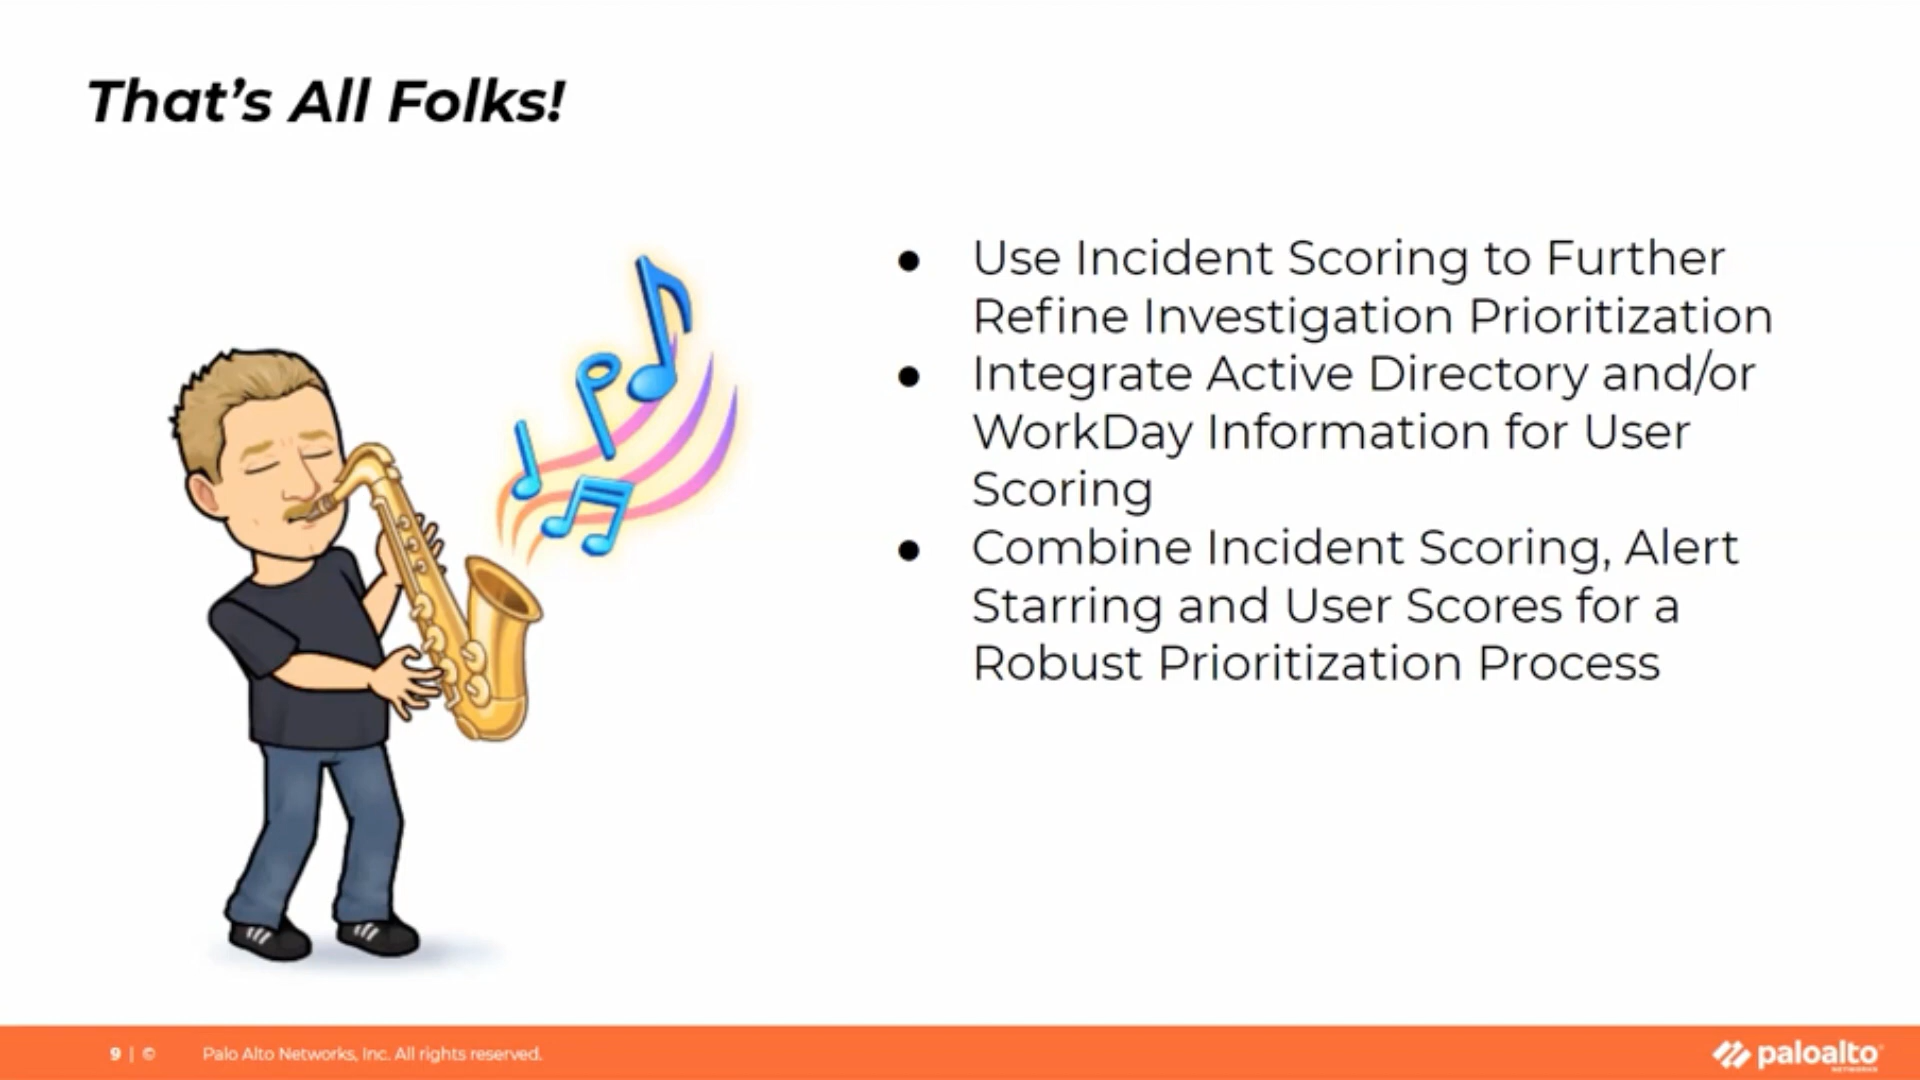 That's All Folks!
● Use Incident Scoring to Further
Refine Investigation Prioritization
● Integrate Active Directory and/or
WorkDay Information for User
Scoring
● Combine Incident Scoring, Alert
Starring and User Scores for a
Robust Prioritization Process
9 | © Palo Alto Networks, Inc. All rights reserved.
paloalto
NETWORKS